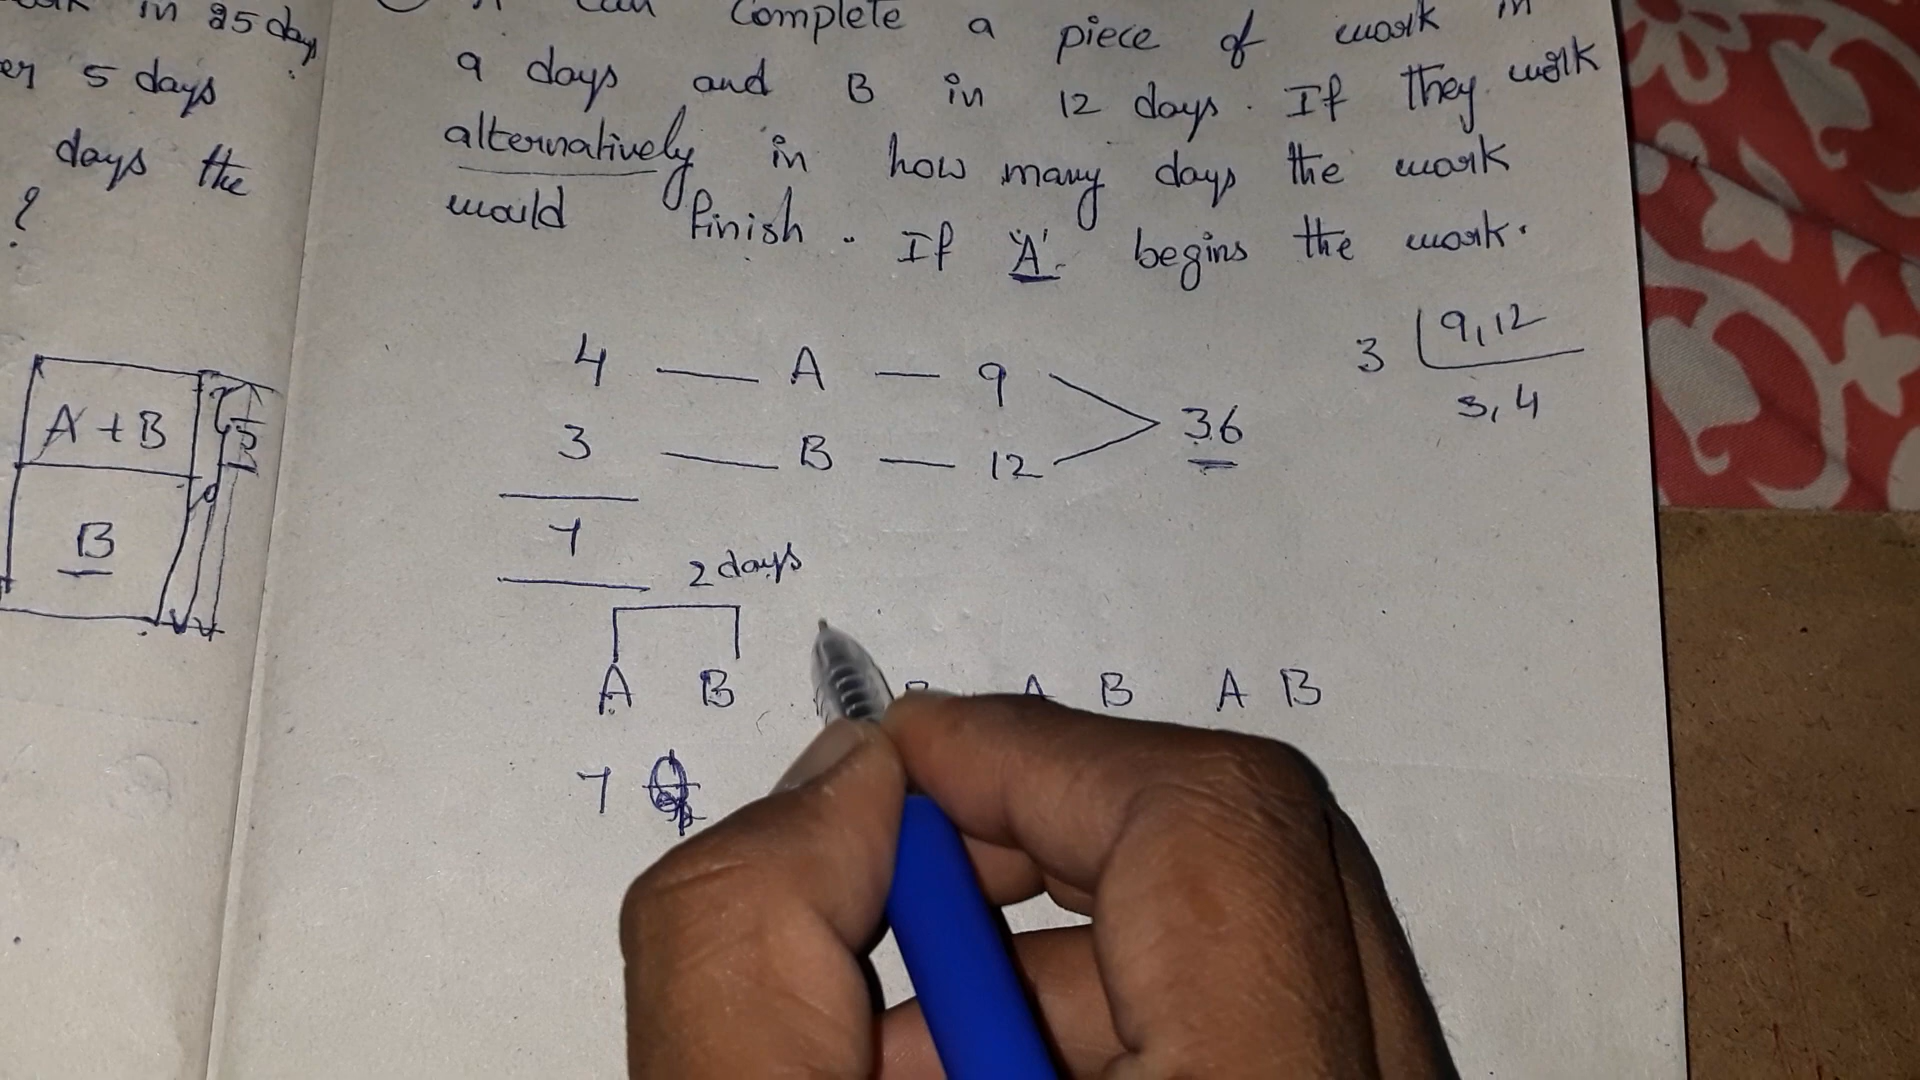 in 25 days
5 days
days the
?
A can complete a piece of work in
9 days and B in 12 days. If they work
alternatively in how many days the work
would finish. If 'A' begins the work.
4 — A — 9
3 — B — 12
36
7
3 9,12
3,4
A + B
B
2 days
A B A B A B
7